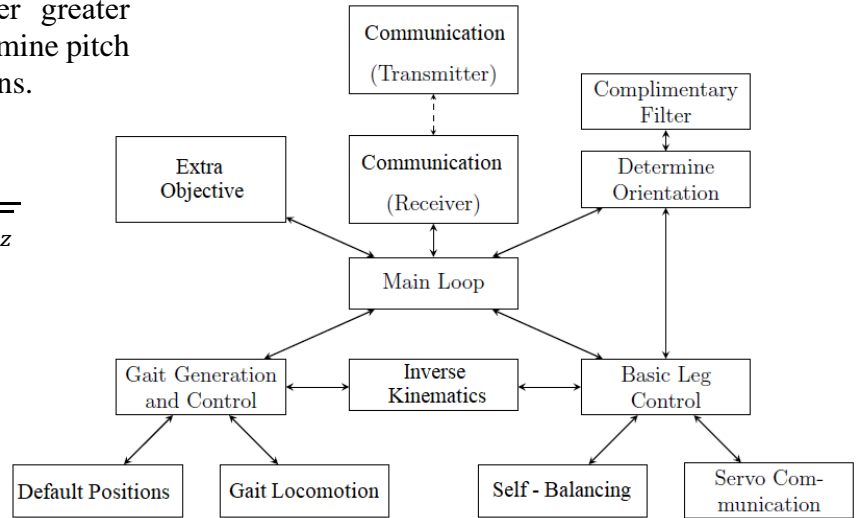 er greater
mine pitch
ns.
z
Communication
(Transmitter)
Complimentary
Filter
Extra
Objective
Communication
(Receiver)
Determine
Orientation
Main Loop
Gait Generation
and Control
Inverse
Kinematics
Basic Leg
Control
Default Positions
Gait Locomotion
Self - Balancing
Servo Com-
munication